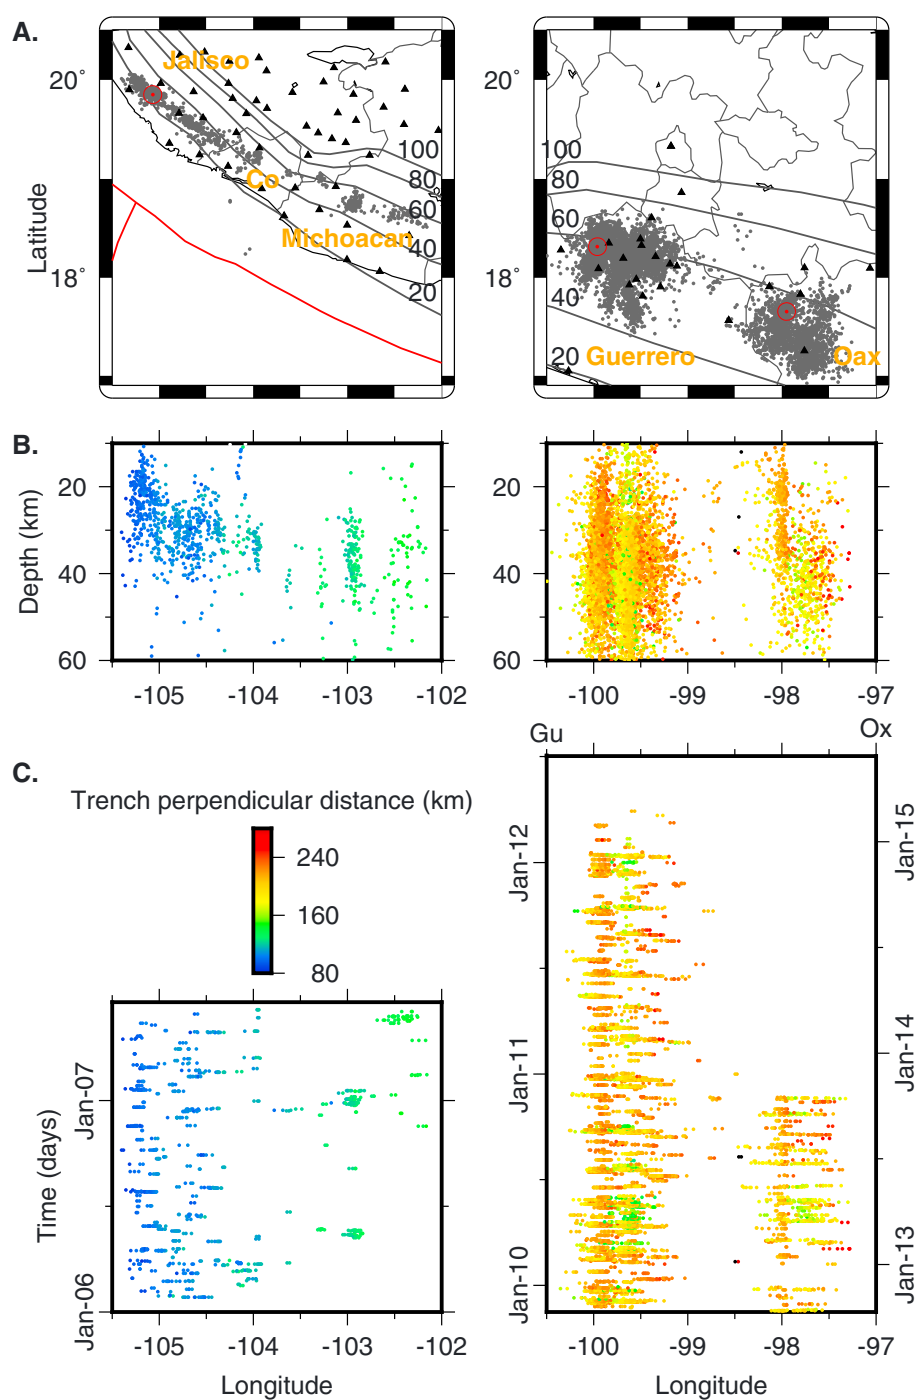 A.
20°
18°
Latitude
Jalisco
Co
Michoacan
100
80
60
40
20
100
80
60
40
20
Guerrero
Oax
B.
20
40
60
Depth (km)
-105
-104
-103
-102
20
40
60
-100
-99
-98
-97
Gu
Ox
C.
Trench perpendicular distance (km)
240
160
80
Jan-07
Jan-06
Time (days)
-105
-104
-103
-102
Longitude
Jan-12
Jan-11
Jan-10
Jan-15
Jan-14
Jan-13
-100
-99
-98
-97
Longitude